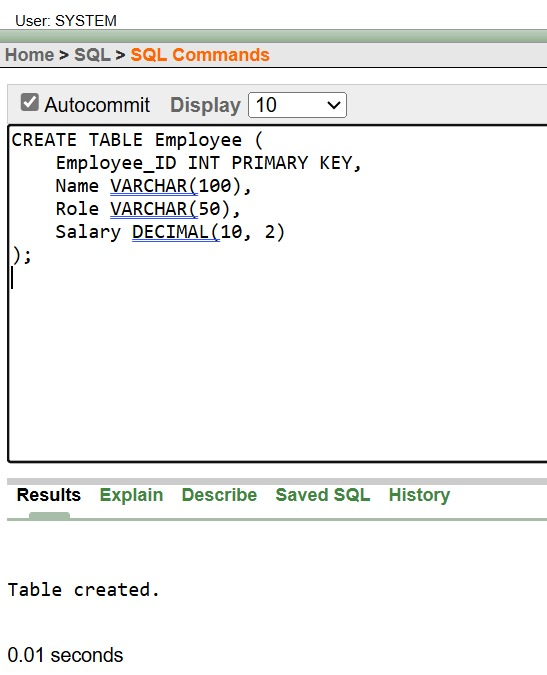 User: SYSTEM
Home > SQL > SQL Commands
Autocommit Display 10
CREATE TABLE Employee (
    Employee_ID INT PRIMARY KEY,
    Name VARCHAR(100),
    Role VARCHAR(50),
    Salary DECIMAL(10, 2)
);
Results Explain Describe Saved SQL History
Table created.
0.01 seconds